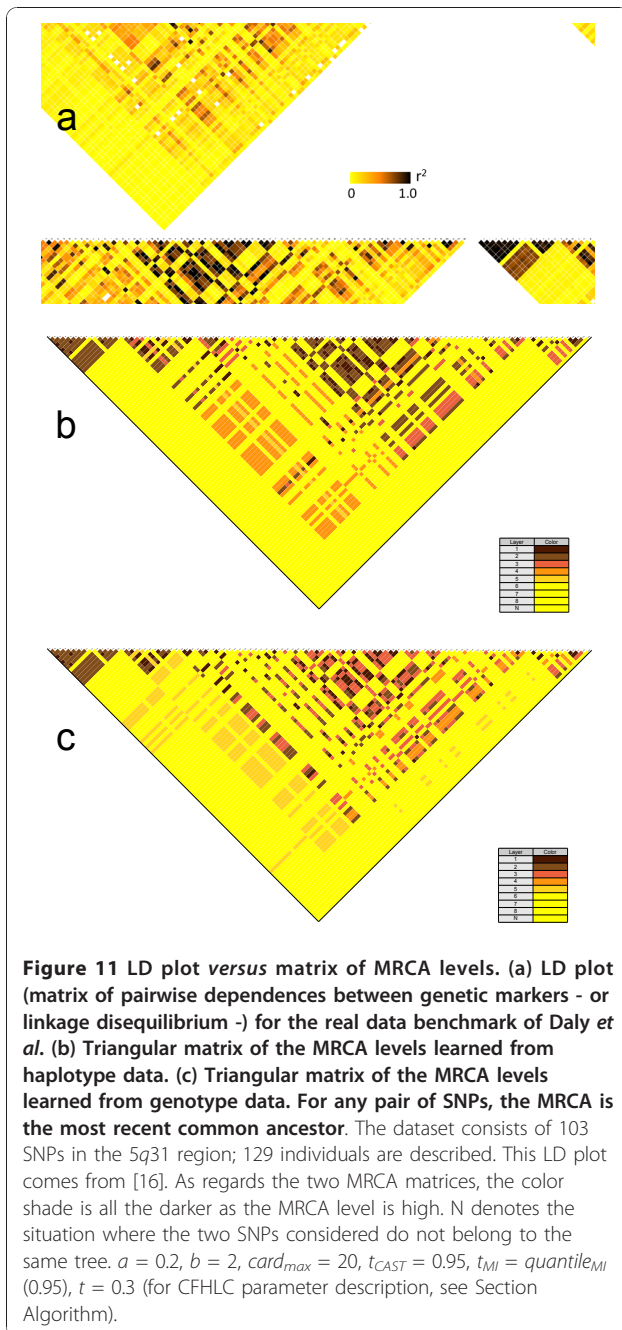 a
r²
0 1.0
b
Layer Color
1
2
3
4
5
6
7
8
N
c
Layer Color
1
2
3
4
5
6
7
8
N
Figure 11 LD plot versus matrix of MRCA levels. (a) LD plot
(matrix of pairwise dependences between genetic markers - or
linkage disequilibrium -) for the real data benchmark of Daly et
al. (b) Triangular matrix of the MRCA levels learned from
haplotype data. (c) Triangular matrix of the MRCA levels
learned from genotype data. For any pair of SNPs, the MRCA is
the most recent common ancestor. The dataset consists of 103
SNPs in the 5q31 region; 129 individuals are described. This LD plot
comes from [16]. As regards the two MRCA matrices, the color
shade is all the darker as the MRCA level is high. N denotes the
situation where the two SNPs considered do not belong to the
same tree. a = 0.2, b = 2, card_max = 20, t_CAST = 0.95, t_MI = quantile_MI
(0.95), t = 0.3 (for CFHLC parameter description, see Section
Algorithm).